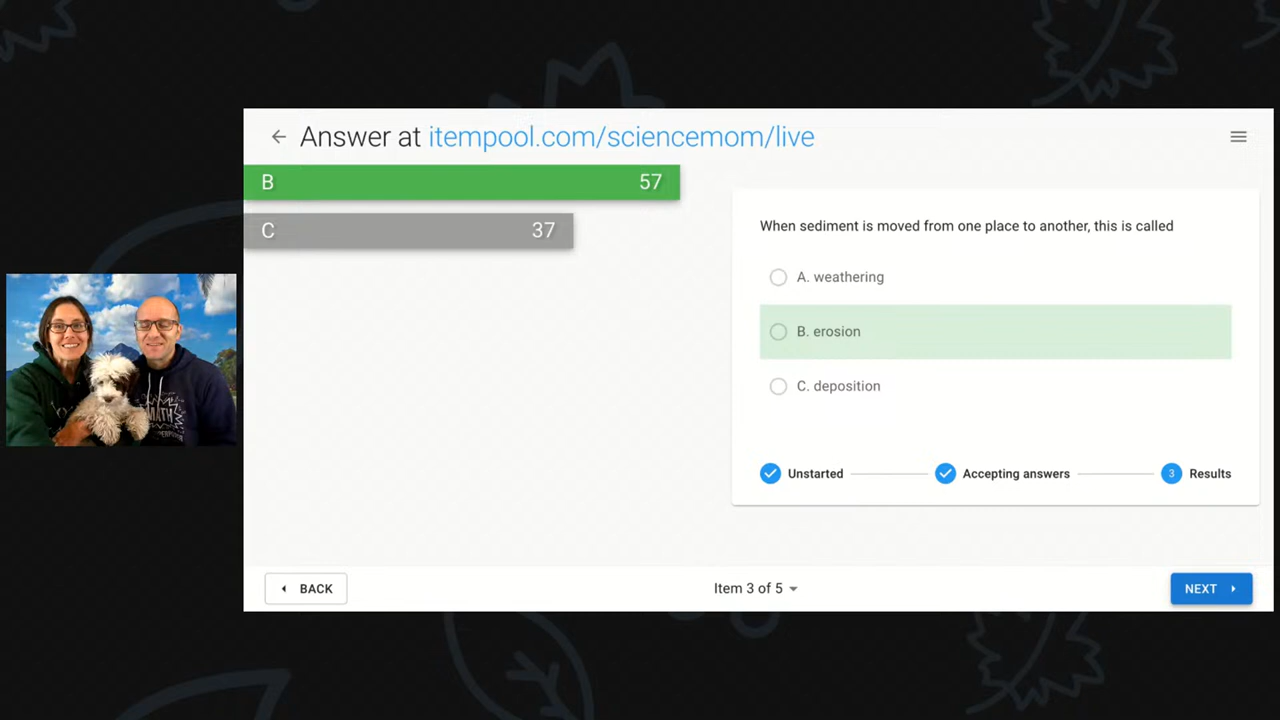 Answer at itempool.com/sciencemom/live
B 57
C 37
When sediment is moved from one place to another, this is called
A. weathering
B. erosion
C. deposition
Unstarted
Accepting answers
3 Results
BACK
Item 3 of 5
NEXT
MATH